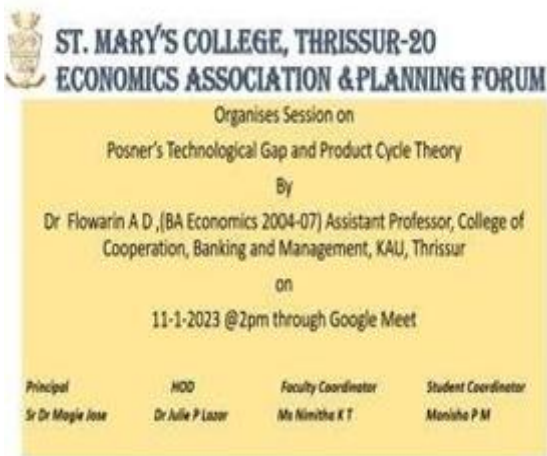 ST. MARY'S COLLEGE, THRISSUR-20
ECONOMICS ASSOCIATION &PLANNING FORUM
Organises Session on
Posner's Technological Gap and Product Cycle Theory
By
Dr Flowarin A D ,(BA Economics 2004-07) Assistant Professor, College of
Cooperation, Banking and Management, KAU, Thrissur
on
11-1-2023 @2pm through Google Meet
Principal HOD Faculty Coordinator Student Coordinator
Sr Dr Magie Jose Dr Julie P Lazar Ms Nimitha K T Manisha P M